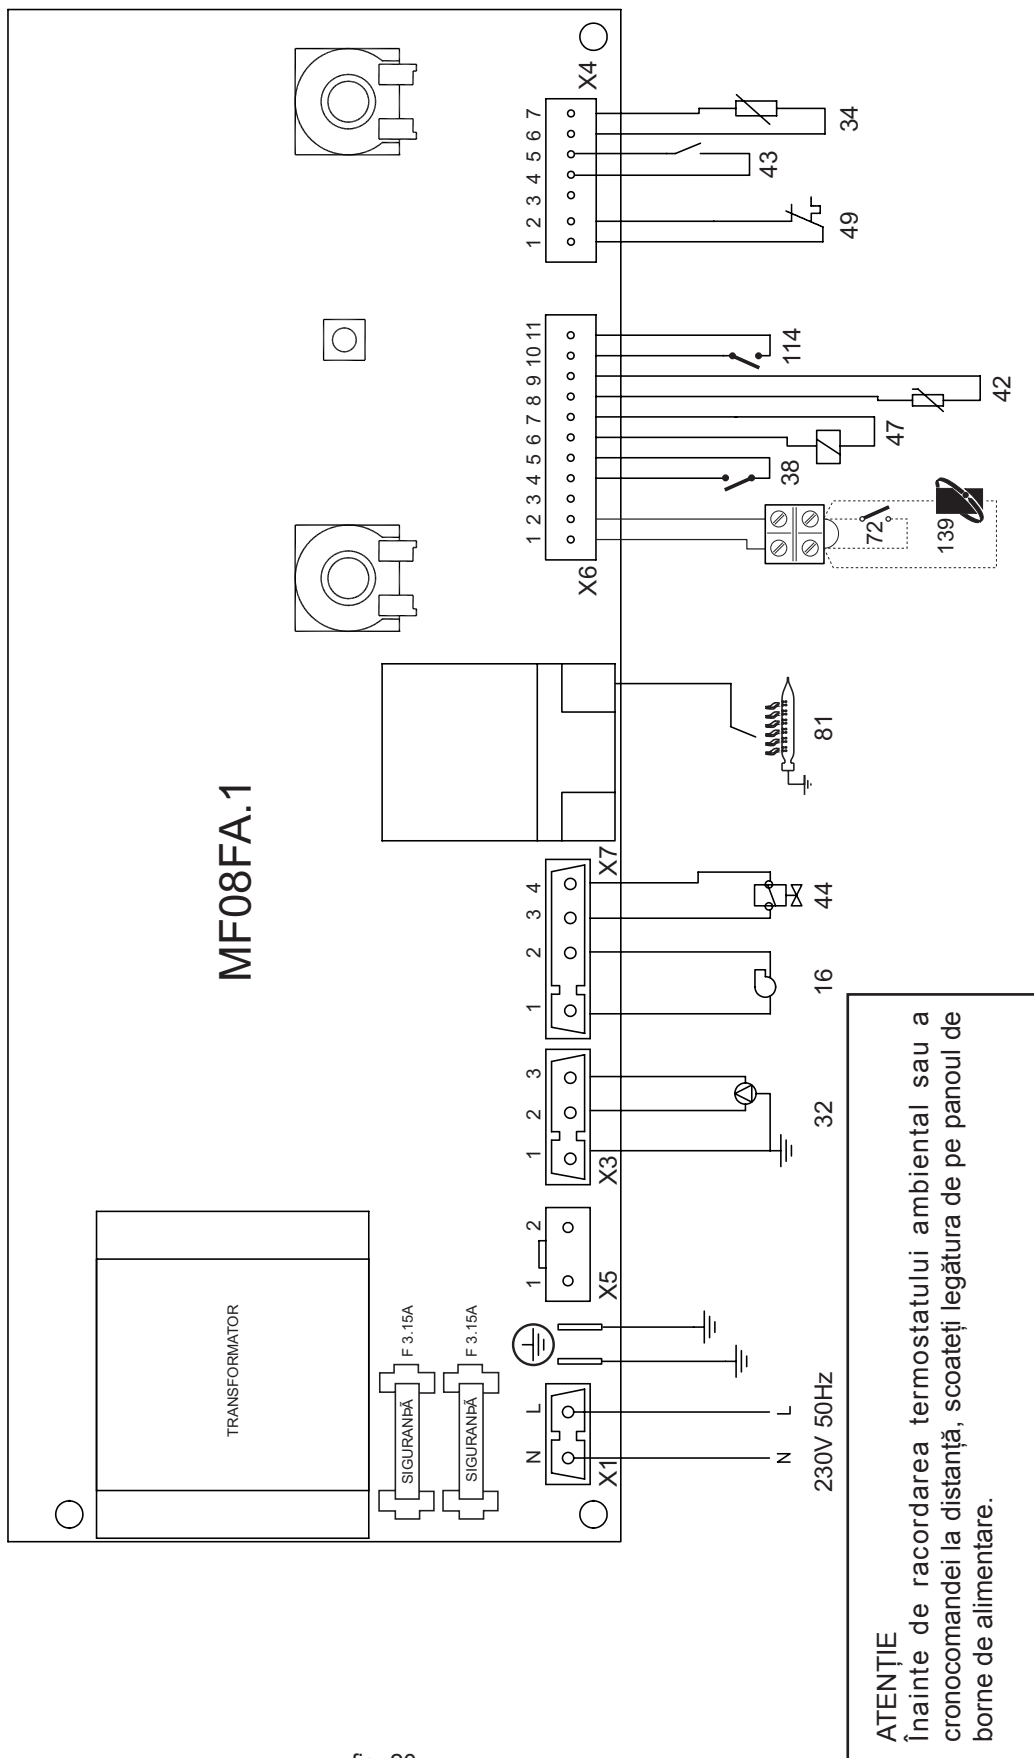 MF08FA.1
TRANSFORMATOR
SIGURANÞÃ
F 3.15A
SIGURANÞÃ
F 3.15A
N L
X1
N L
230V 50Hz
1 2
X5
1 2 3
X3
32
1 2 3 4
X7
16
44
81
1 2 3 4 5 6 7 8 9 10 11
X6
72
139
38
47
42
114
1 2 3 4 5 6 7
X4
49
43
34
ATENȚIE
Înainte de racordarea termostatului ambiental sau a
cronocomandei la distanță, scoateți legătura de pe panoul de
borne de alimentare.